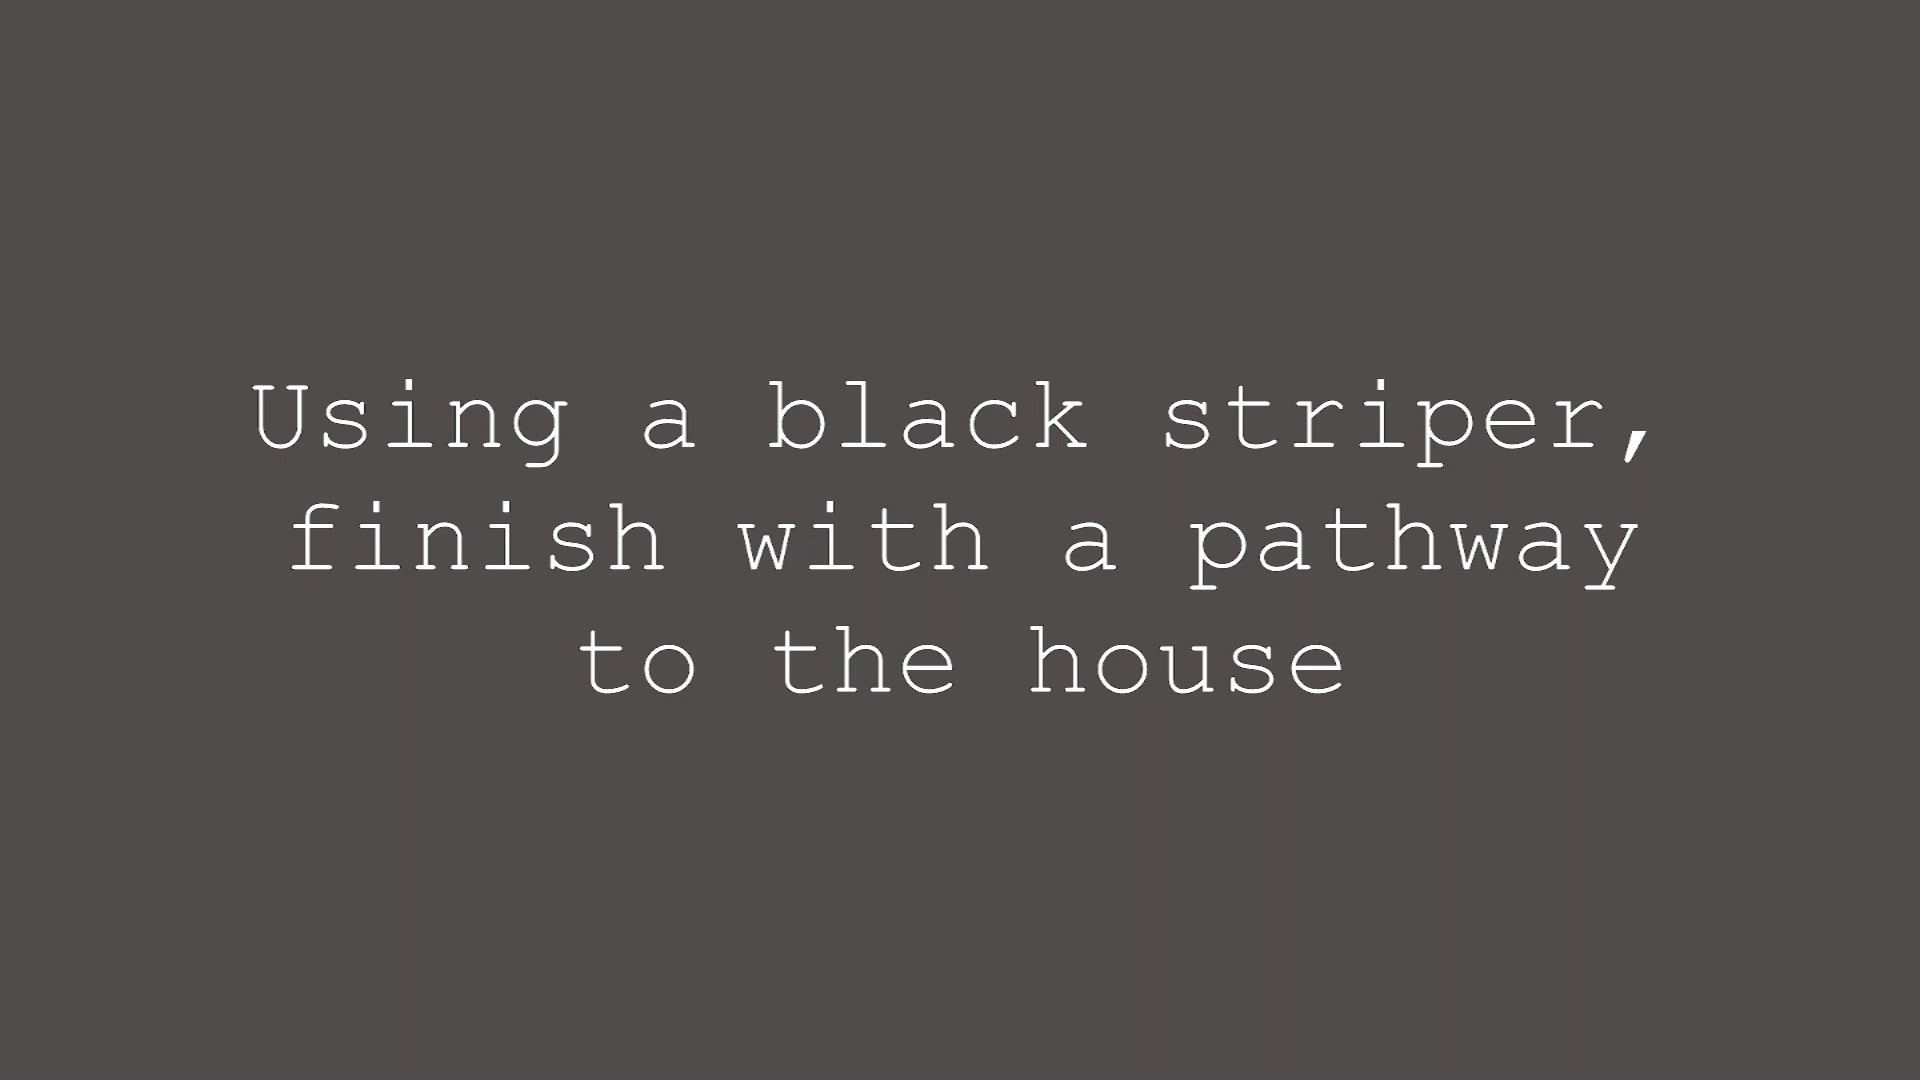 Using a black striper,
finish with a pathway
to the house